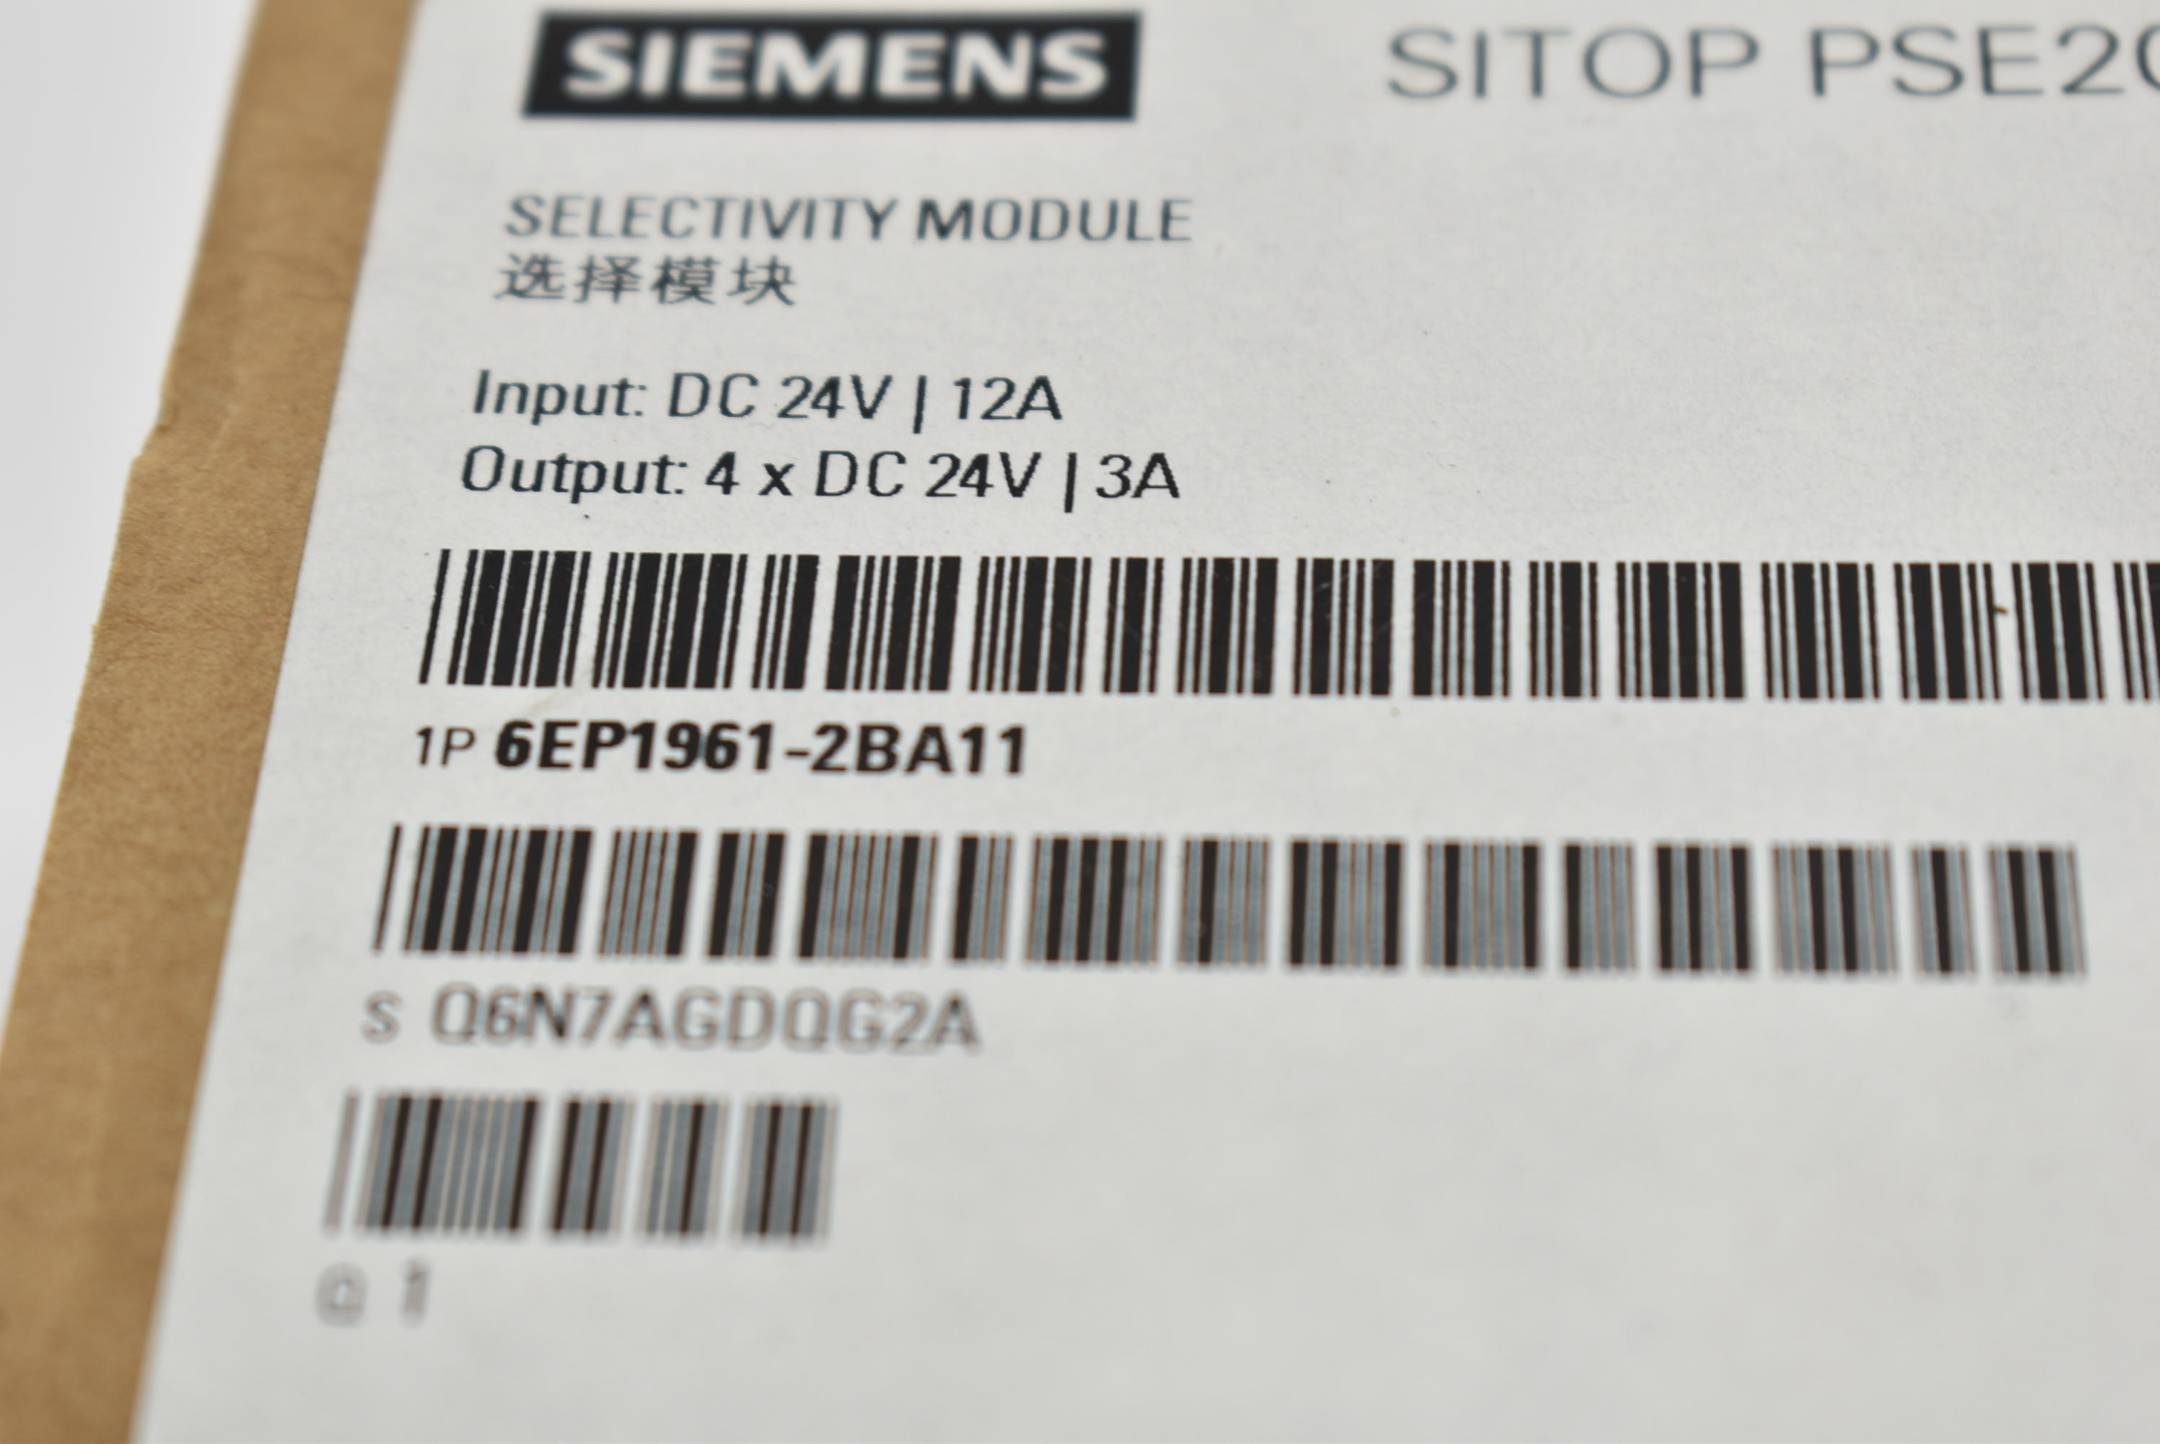 SIEMENS SITOP PSE20
SELECTIVITY MODULE
选择模块
Input: DC 24V | 12A
Output: 4 x DC 24V | 3A
1P 6EP1961-2BA11
S Q6N7AGDQG2A
Q 1